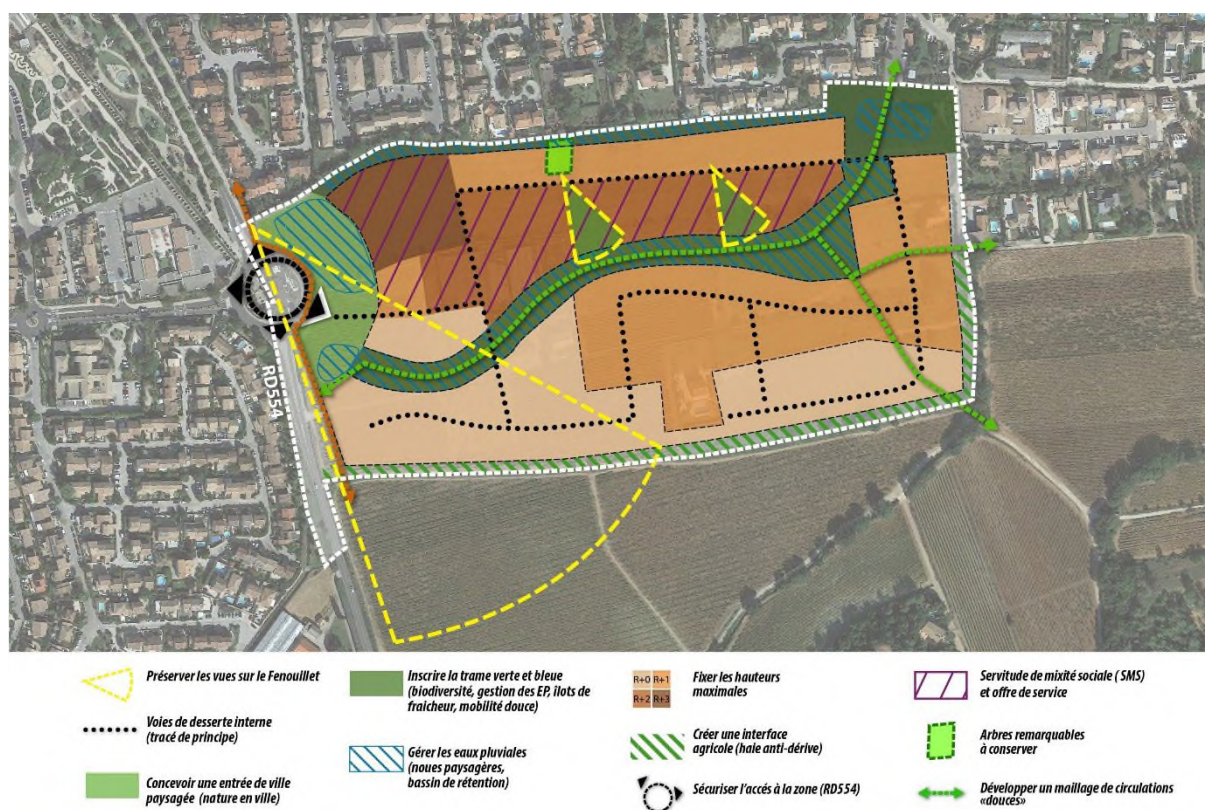 RD554
Préserver les vues sur le Fenouillet
Voies de desserte interne
(tracé de principe)
Concevoir une entrée de ville
paysagée (nature en ville)
Inscrire la trame verte et bleue
(biodiversité, gestion des EP, îlots de
fraicheur, mobilité douce)
Gérer les eaux pluviales
(noues paysagères,
bassin de rétention)
R+0 R+1
R+2 R+3
Fixer les hauteurs
maximales
Créer une interface
agricole (haie anti-dérive)
Sécuriser l'accés à la zone (RD554)
Servitude de mixité sociale ( SMS)
et offre de service
Arbres remarquables
à conserver
Développer un maillage de circulations
«douces»